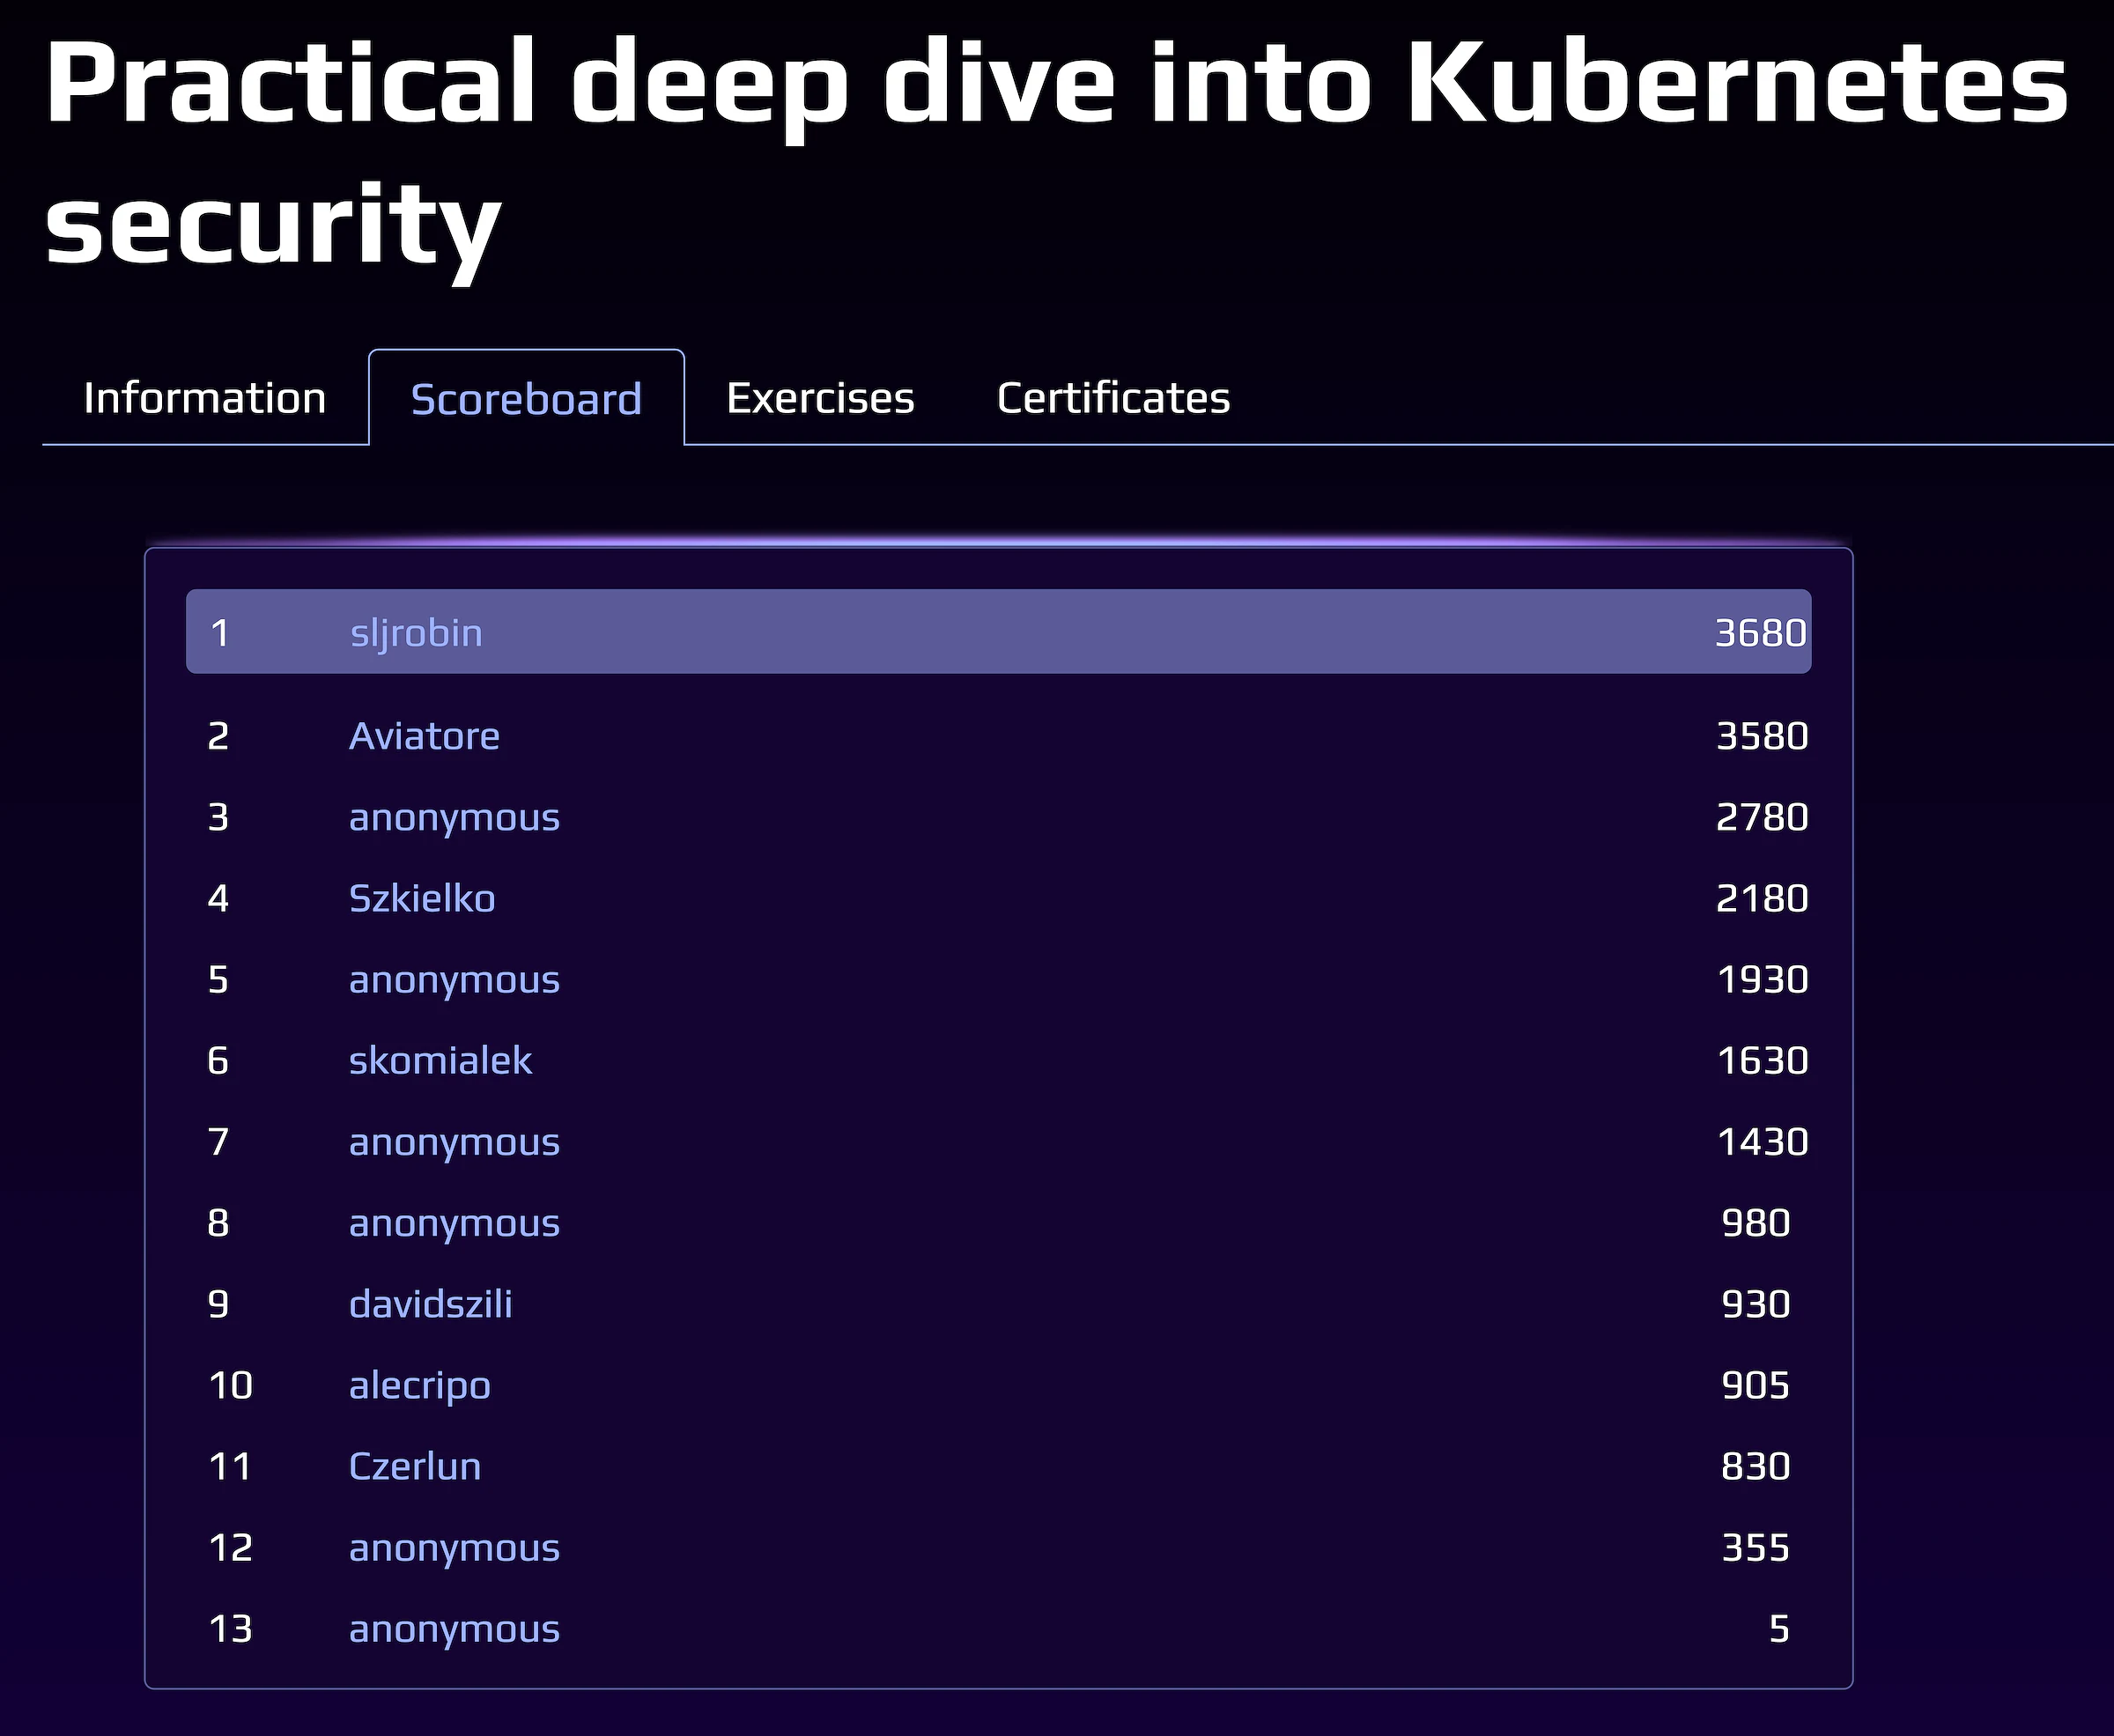 Practical deep dive into Kubernetes
security
Information Scoreboard Exercises Certificates
1 sljrobin 3680
2 Aviatore 3580
3 anonymous 2780
4 Szkielko 2180
5 anonymous 1930
6 skomialek 1630
7 anonymous 1430
8 anonymous 980
9 davidszili 930
10 alecripo 905
11 Czerlun 830
12 anonymous 355
13 anonymous 5